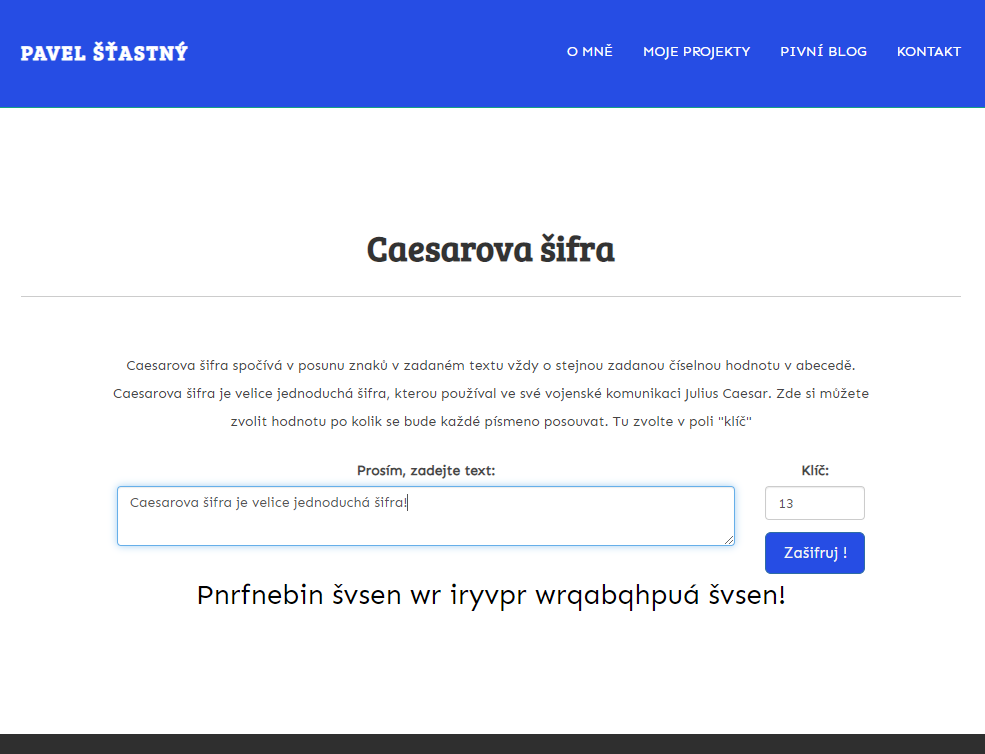 PAVEL ŠŤASTNÝ
O MNĚ MOJE PROJEKTY PIVNÍ BLOG KONTAKT
Caesarova šifra
Caesarova šifra spočívá v posunu znaků v zadaném textu vždy o stejnou zadanou číselnou hodnotu v abecedě.
Caesarova šifra je velice jednoduchá šifra, kterou používal ve své vojenské komunikaci Julius Caesar. Zde si můžete
zvolit hodnotu po kolik se bude každé písmeno posouvat. Tu zvolte v poli "klíč"
Prosím, zadejte text:
Caesarova šifra je velice jednoduchá šifra!
Klíč:
13
Zašifruj !
Pnrfnebin švsen wr iryvpr wrqabqhpuá švsen!